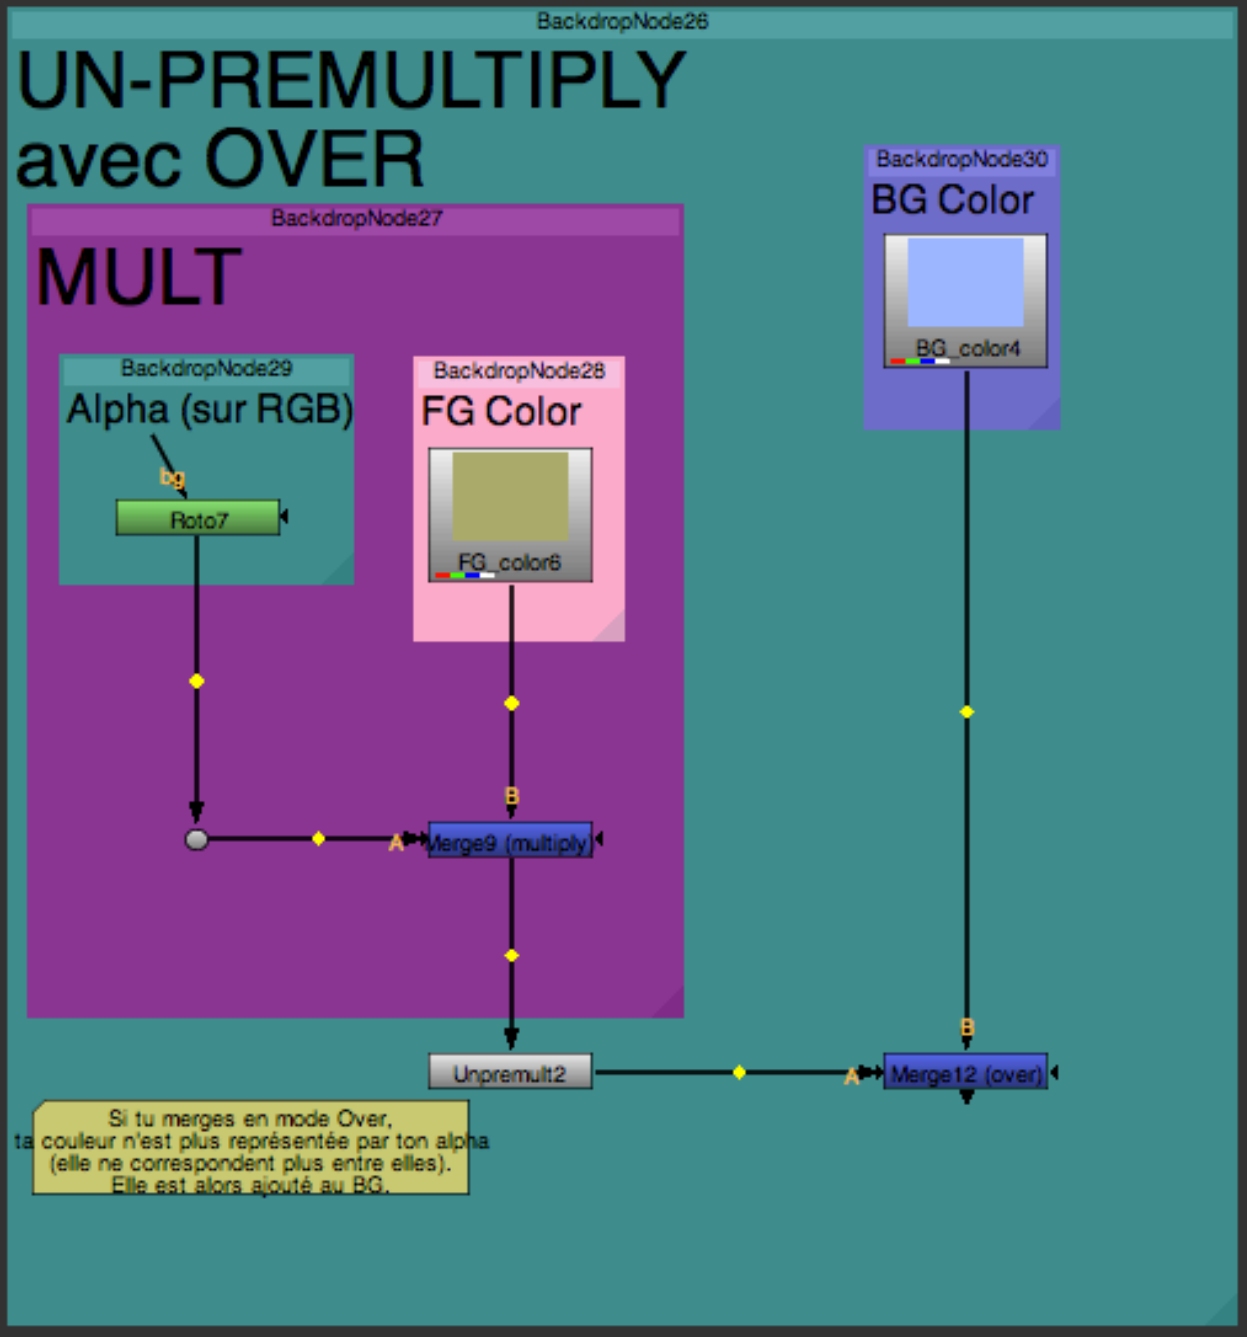 BackdropNode26
UN-PREMULTIPLY
avec OVER
BackdropNode30
BG Color
BG_color4
BackdropNode27
MULT
BackdropNode29
Alpha (sur RGB)
bg
Roto7
BackdropNode28
FG Color
FG_color6
B
A
Merge9 (multiply)
B
Unpremult2
A
Merge12 (over)
Si tu merges en mode Over,
ta couleur n'est plus représentée par ton alpha
(elle ne correspondent plus entre elles).
Elle est alors ajouté au BG.